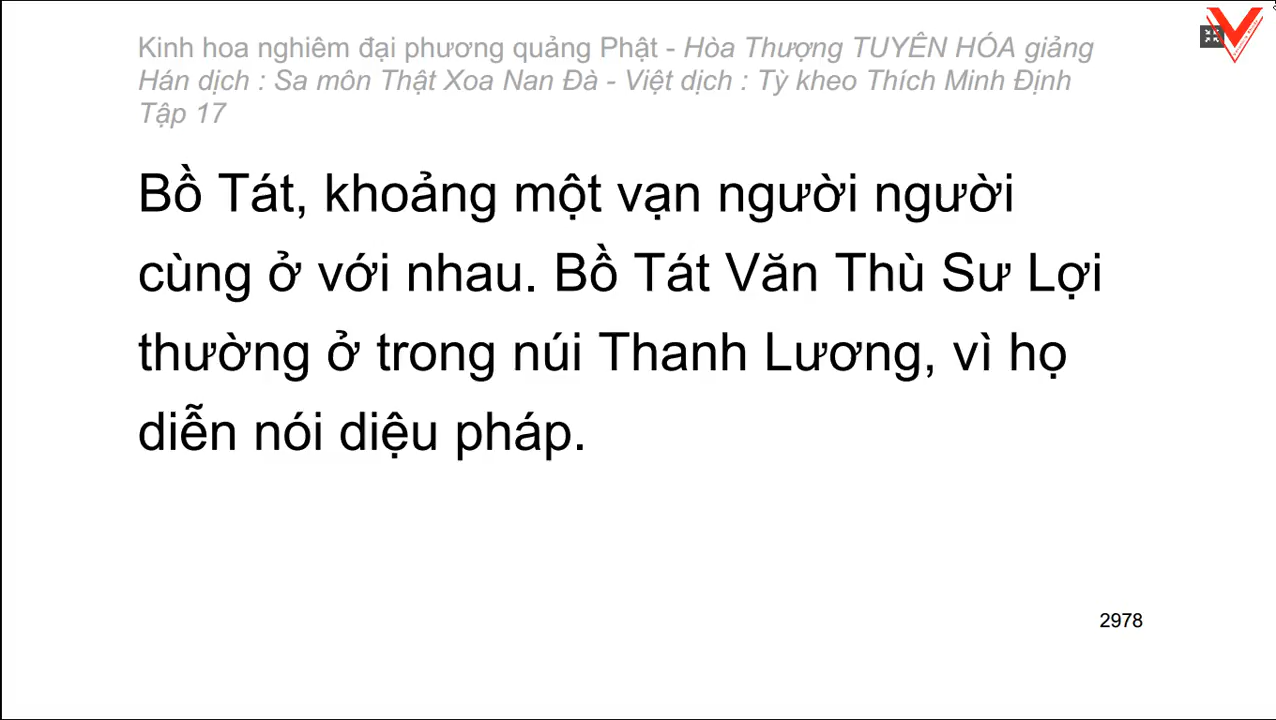 Kinh hoa nghiêm đại phương quảng Phật - Hòa Thượng TUYÊN HÓA giảng
Hán dịch : Sa môn Thật Xoa Nan Đà - Việt dịch : Tỳ kheo Thích Minh Định
Tập 17
Bồ Tát, khoảng một vạn người người
cùng ở với nhau. Bồ Tát Văn Thù Sư Lợi
thường ở trong núi Thanh Lương, vì họ
diễn nói diệu pháp.
2978